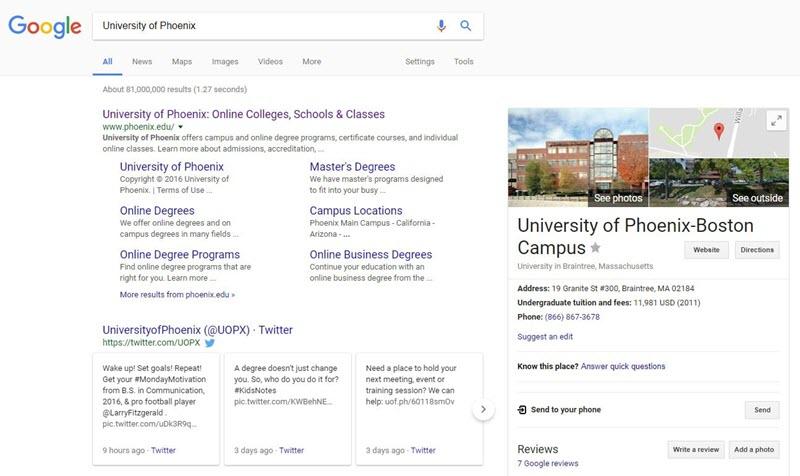 Google
University of Phoenix
All News Maps Images Videos More Settings Tools
About 81,000,000 results (1.27 seconds)
University of Phoenix: Online Colleges, Schools & Classes
www.phoenix.edu/
University of Phoenix offers campus and online degree programs, certificate courses, and individual
online classes. Learn more about admissions, accreditation, ...
University of Phoenix
Copyright © 2016 University of
Phoenix. | Terms of Use ...
Master's Degrees
We have master's programs designed
to fit into your busy ...
Online Degrees
We offer online degrees and on
campus degrees in many fields ...
Campus Locations
Phoenix Main Campus - California -
Arizona - ...
Online Degree Programs
Find online degree programs that are
right for you. Learn more ...
Online Business Degrees
Continue your education with an
online business degree from the ...
More results from phoenix.edu »
UniversityofPhoenix (@UOPX) · Twitter
https://twitter.com/UOPX
Wake up! Set goals! Repeat!
Get your #MondayMotivation
from B.S. in Communication,
2016, & pro football player
@LarryFitzgerald .
pic.twitter.com/uDk3R9q...
9 hours ago · Twitter
A degree doesn't just change
you. So, who do you do it for?
#KidsNotes
pic.twitter.com/KWBehNE...
3 days ago · Twitter
Need a place to hold your
next meeting, event or
training session? We can
help: uof.ph/60118smOv
3 days ago · Twitter
See photos
See outside
University of Phoenix-Boston
Campus
Website
Directions
University in Braintree, Massachusetts
Address: 19 Granite St #300, Braintree, MA 02184
Undergraduate tuition and fees: 11,981 USD (2011)
Phone: (866) 867-3678
Suggest an edit
Know this place? Answer quick questions
Send to your phone
Send
Reviews
Write a review
Add a photo
7 Google reviews